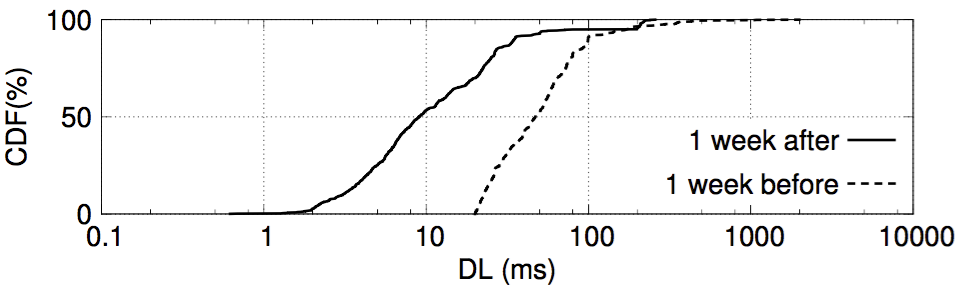 CDF(%)
100
50
0
1 week after
1 week before
0.1 1 10 100 1000 10000
DL (ms)